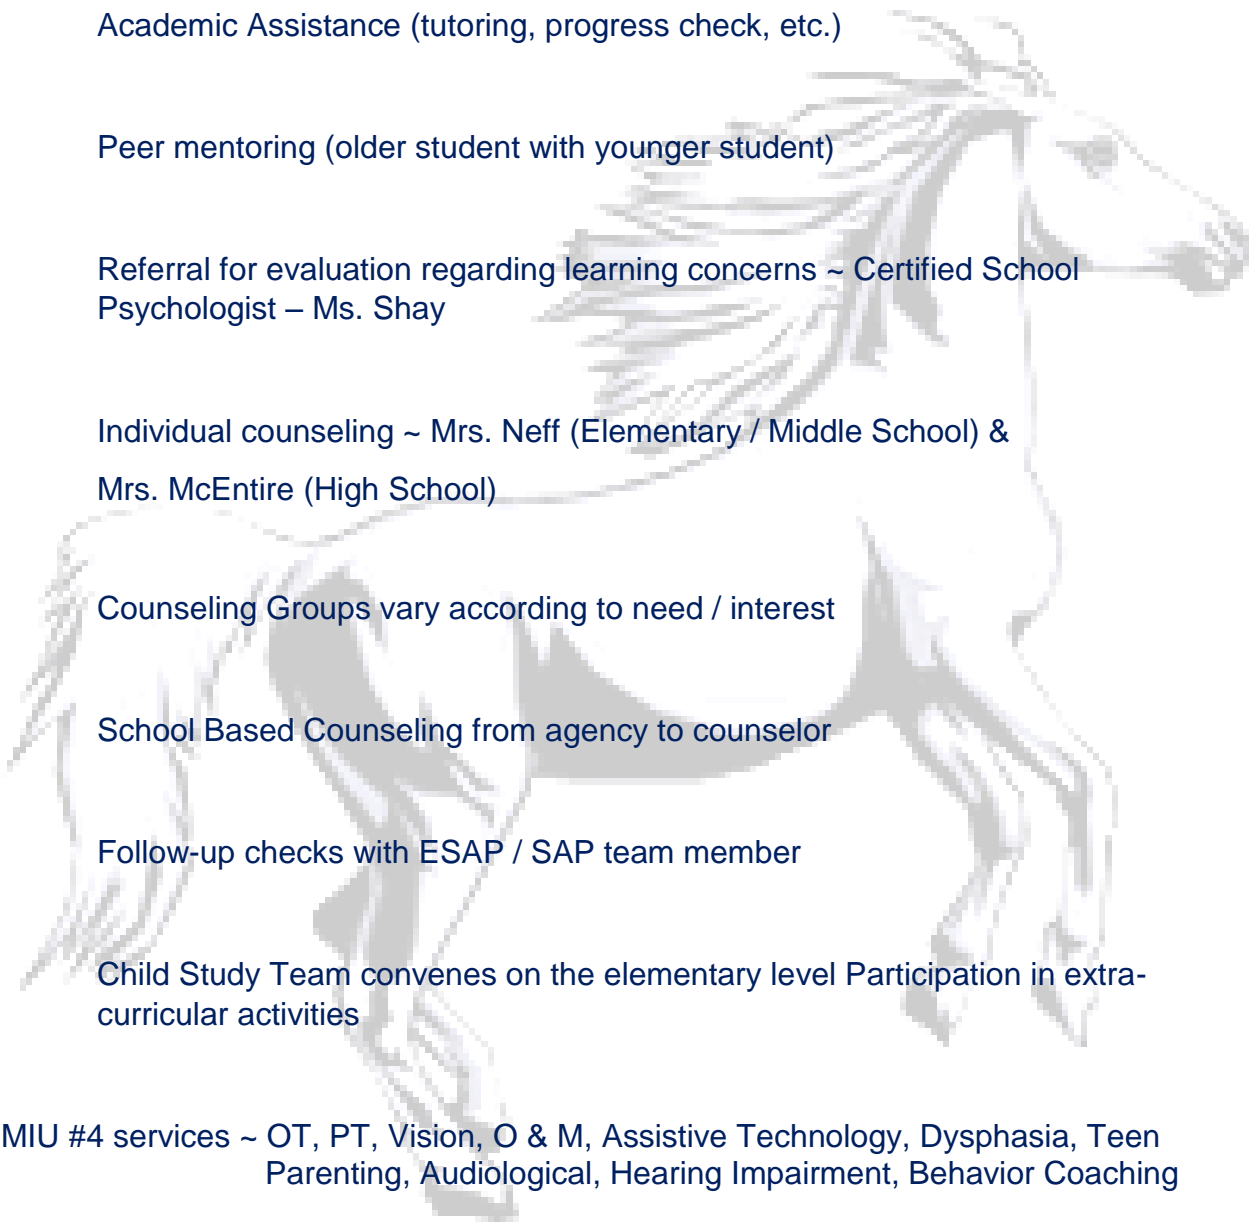 Academic Assistance (tutoring, progress check, etc.)
Peer mentoring (older student with younger student)
Referral for evaluation regarding learning concerns ~ Certified School
Psychologist – Ms. Shay
Individual counseling ~ Mrs. Neff (Elementary / Middle School) &
Mrs. McEntire (High School)
Counseling Groups vary according to need / interest
School Based Counseling from agency to counselor
Follow-up checks with ESAP / SAP team member
Child Study Team convenes on the elementary level Participation in extra-
curricular activities
MIU #4 services ~ OT, PT, Vision, O & M, Assistive Technology, Dysphasia, Teen
Parenting, Audiological, Hearing Impairment, Behavior Coaching